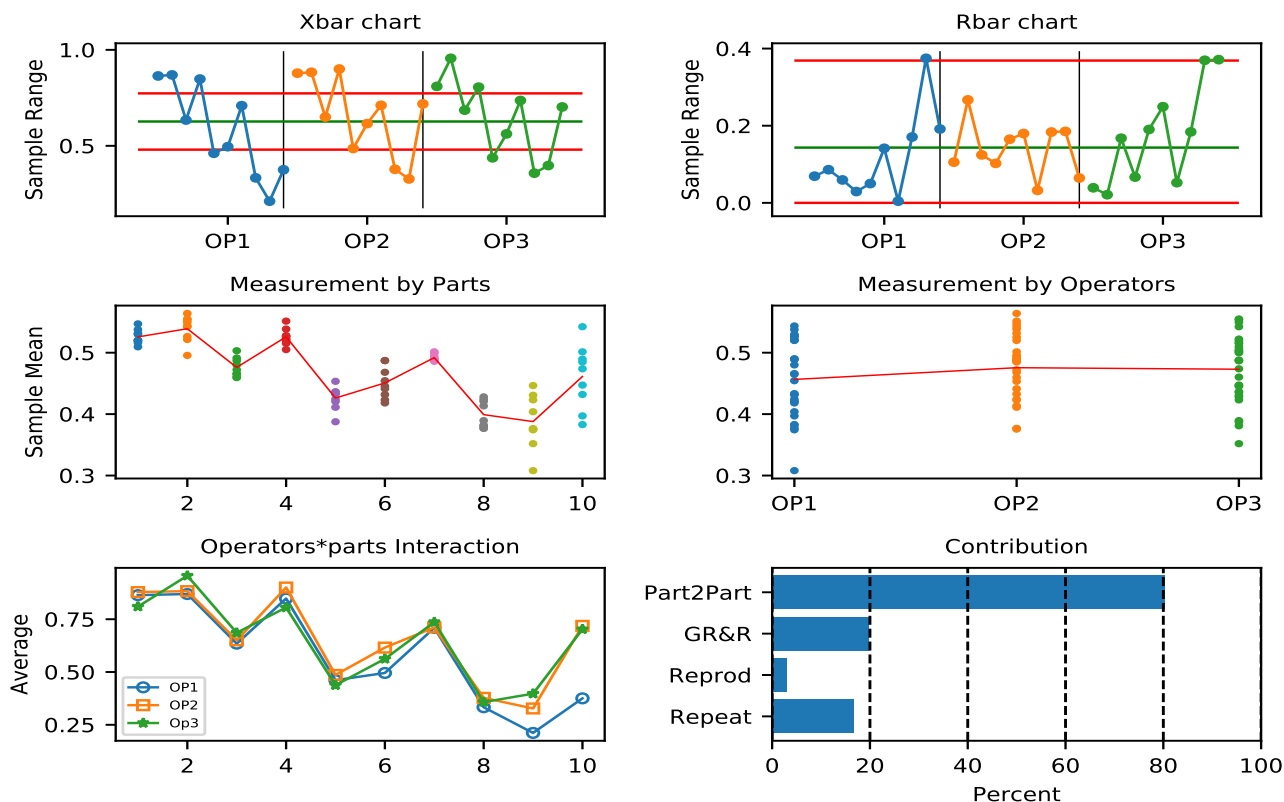 Xbar chart
Sample Range
1.0
0.5
OP1 OP2 OP3
Rbar chart
Sample Range
0.4
0.2
0.0
OP1 OP2 OP3
Measurement by Parts
Sample Mean
0.5
0.4
0.3
2 4 6 8 10
Measurement by Operators
0.5
0.4
0.3
OP1 OP2 OP3
Operators*parts Interaction
Average
0.75
0.50
0.25
OP1
OP2
Op3
2 4 6 8 10
Contribution
Part2Part
GR&R
Reprod
Repeat
0 20 40 60 80 100
Percent